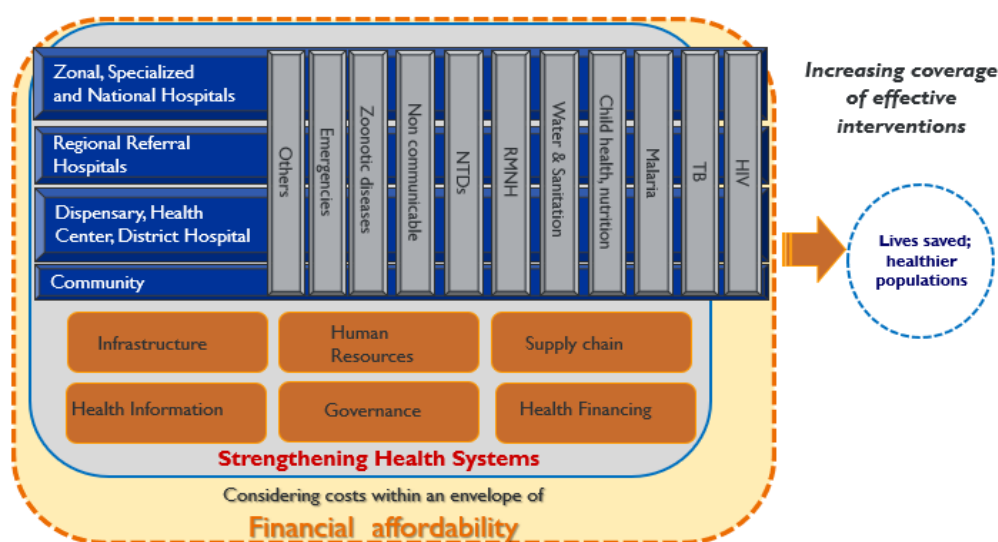 Zonal, Specialized
and National Hospitals
Regional Referral
Hospitals
Dispensary, Health
Center, District Hospital
Community
Others
Emergencies
Zoonotic diseases
Non communicable
NTDs
RMNH
Water & Sanitation
Child health, nutrition
Malaria
TB
HIV
Infrastructure
Human
Resources
Supply chain
Health Information
Governance
Health Financing
Strengthening Health Systems
Considering costs within an envelope of
Financial affordability
Increasing coverage
of effective
interventions
Lives saved;
healthier
populations